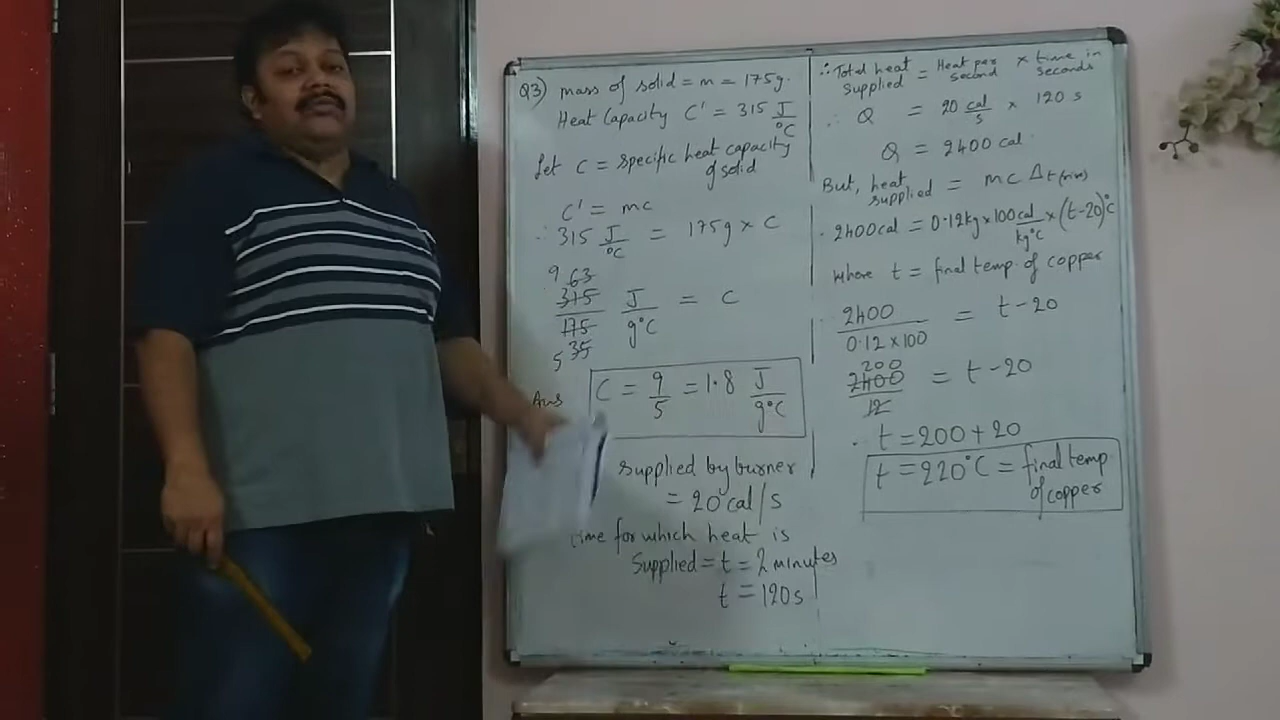 Q3) mass of solid = m = 175g.
Heat Capacity C' = 315 J/°C
Let C = specific heat capacity
of solid
C' = mc
∴ 315 J/°C = 175g × C
9 63
315/175 J/g°C = C
5 35
Ans C = 9/5 = 1.8 J/g°C
supplied by burner
= 20 cal/s
time for which heat is
Supplied = t = 2 minutes
t = 120s
∴ Total heat supplied = Heat per second × time in seconds
∴ Q = 20 cal/s × 120 s
Q = 2400 cal
But, heat supplied = mc Δt
2400cal = 0.12kg × 100 cal/kg°C × (t-20)°C
where t = final temp. of copper
2400/0.12×100 = t-20
200
2400/12 = t-20
t = 200 + 20
t = 220°C = final temp
of copper